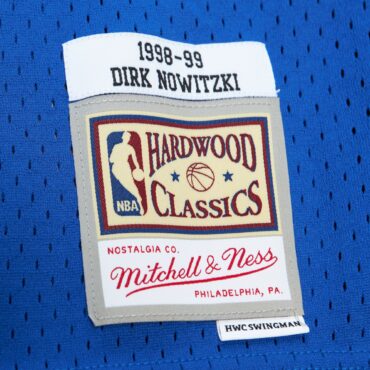 1998-99
DIRK NOWITZKI
HARDWOOD
NBA
CLASSICS
NOSTALGIA CO.
Mitchell & Ness
PHILADELPHIA, PA.
HWC SWINGMAN